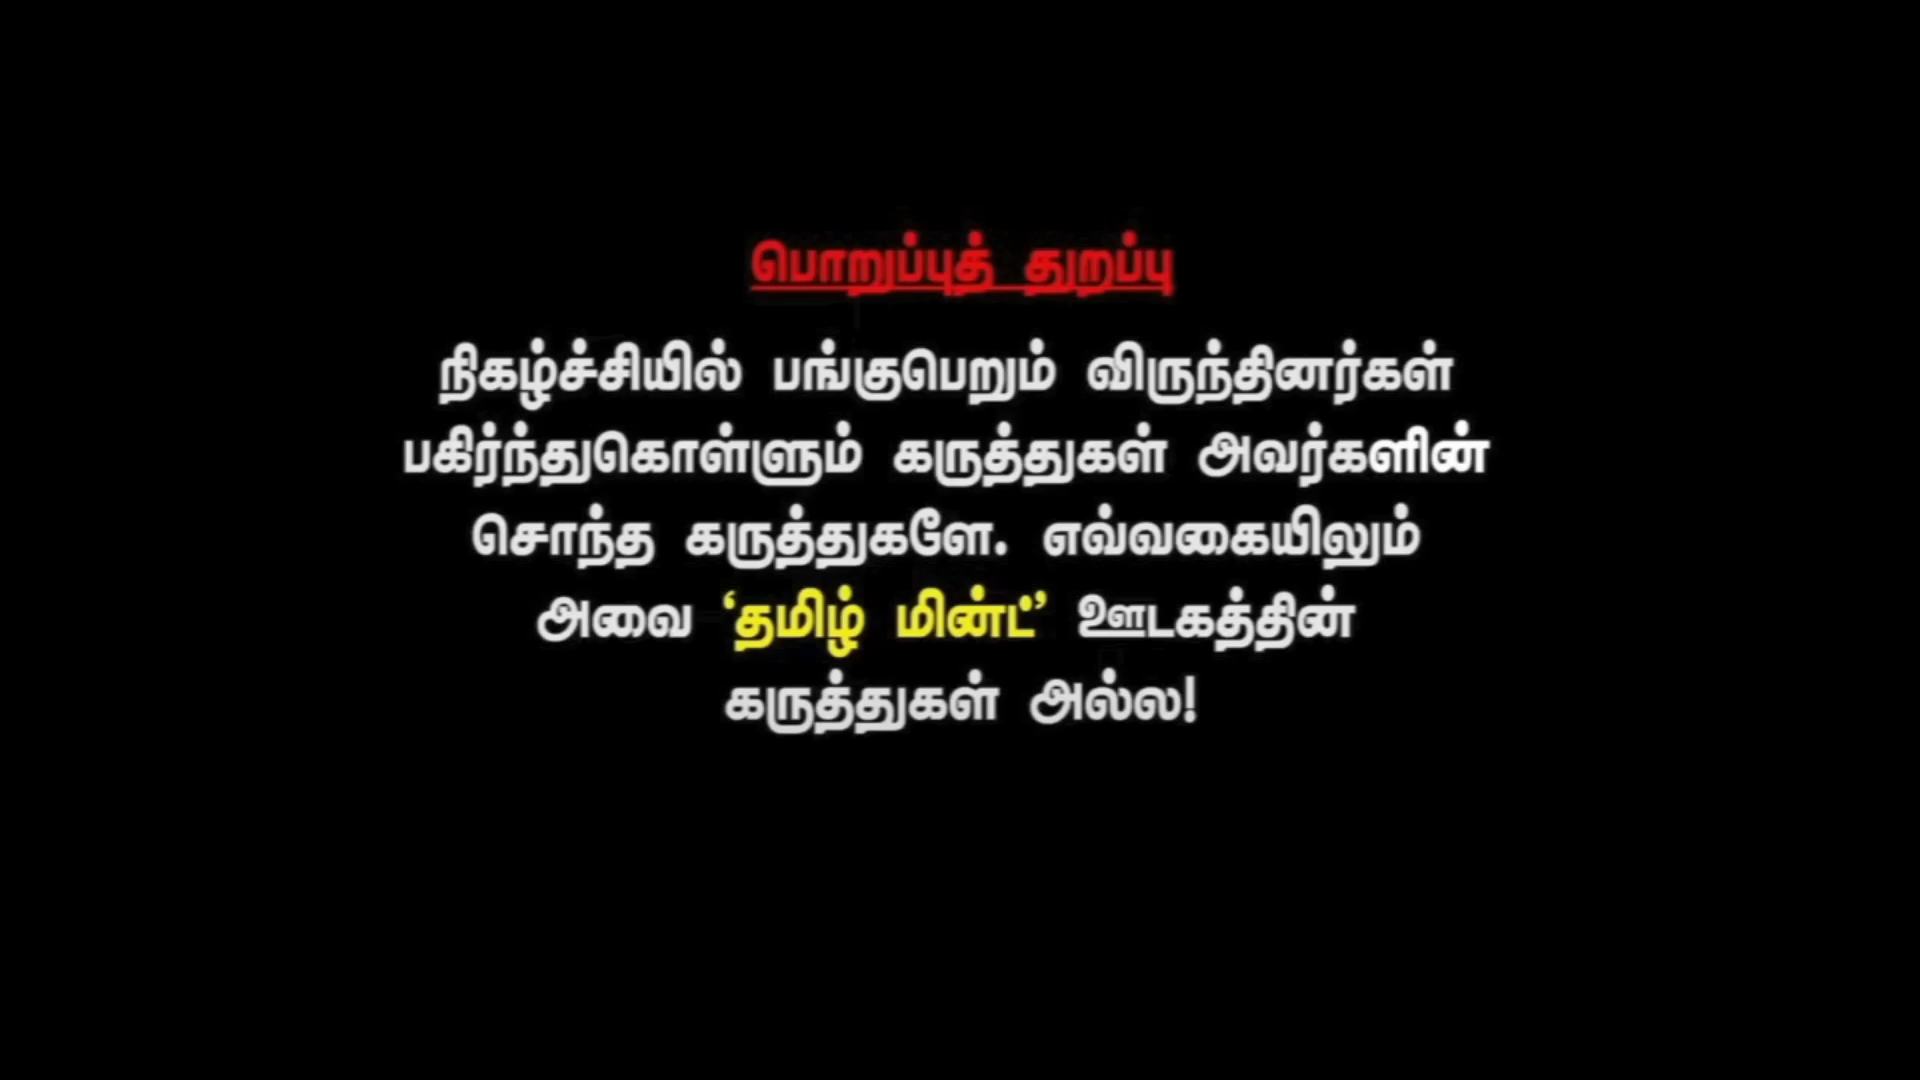 பொறுப்புத் துறப்பு
நிகழ்ச்சியில் பங்குபெறும் விருந்தினர்கள்
பகிர்ந்துகொள்ளும் கருத்துகள் அவர்களின்
சொந்த கருத்துகளே. எவ்வகையிலும்
அவை ‘தமிழ் மின்ட்’ ஊடகத்தின்
கருத்துகள் அல்ல!